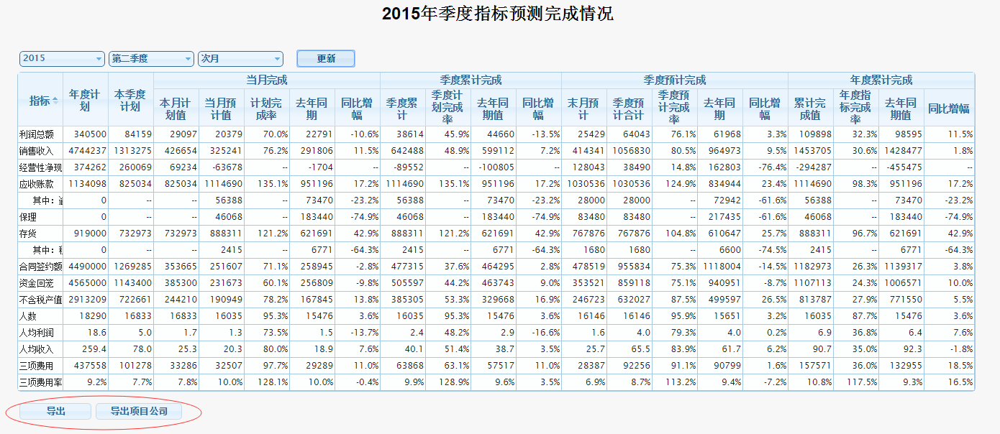 2015年季度指标预测完成情况
2015 第二季度 次月 更新
指标 年度计划 本季度计划 当月完成 季度累计完成 季度预计完成 年度累计完成
本月计划值 当月预计值 计划完成率 去年同期 同比增幅 季度累计 季度计划完成率 去年同期值 同比增幅 末月预计 季度预计合计 季度预计完成率 去年同期 同比增幅 累计完成值 年度指标完成率 去年同期值 同比增幅
利润总额 340500 84159 29097 20379 70.0% 22791 -10.6% 38614 45.9% 44660 -13.5% 25429 64043 76.1% 61968 3.3% 109898 32.3% 98595 11.5%
销售收入 4744237 1313275 426654 325241 76.2% 291806 11.5% 642488 48.9% 599112 7.2% 414341 1056830 80.5% 964973 9.5% 1453705 30.6% 1428477 1.8%
经营性净现 374262 260069 69234 -63678 -- -1704 -- -89552 -- -100805 -- 128043 38490 14.8% 162803 -76.4% -294287 -- -455475 --
应收账款 1134098 825034 825034 1114690 135.1% 951196 17.2% 1114690 135.1% 951196 17.2% 1030536 1030536 124.9% 834944 23.4% 1114690 98.3% 951196 17.2%
其中: 0 -- -- 56388 -- 73470 -23.2% 56388 -- 73470 -23.2% 28000 28000 -- 72942 -61.6% 56388 -- 73470 -23.2%
保理 0 -- -- 46068 -- 183440 -74.9% 46068 -- 183440 -74.9% 83480 83480 -- 217435 -61.6% 46068 -- 183440 -74.9%
存货 919000 732973 732973 888311 121.2% 621691 42.9% 888311 121.2% 621691 42.9% 767876 767876 104.8% 610647 25.7% 888311 96.7% 621691 42.9%
其中: 0 -- -- 2415 -- 6771 -64.3% 2415 -- 6771 -64.3% 1680 1680 -- 6600 -74.5% 2415 -- 6771 -64.3%
合同签约额 4490000 1269285 353665 251607 71.1% 258945 -2.8% 477315 37.6% 464295 2.8% 478519 955834 75.3% 1118004 -14.5% 1182973 26.3% 1139317 3.8%
资金回笼 4565000 1143400 385300 231673 60.1% 256809 -9.8% 505597 44.2% 463743 9.0% 353521 859118 75.1% 940951 -8.7% 1107113 24.3% 1006571 10.0%
不含税产值 2913209 722661 244210 190949 78.2% 167845 13.8% 385305 53.3% 329668 16.9% 246723 632027 87.5% 499597 26.5% 813787 27.9% 771550 5.5%
人数 18290 16833 16833 16035 95.3% 15476 3.6% 16035 95.3% 15476 3.6% 16146 16146 95.9% 15651 3.2% 16035 87.7% 15476 3.6%
人均利润 18.6 5.0 1.7 1.3 73.5% 1.5 -13.7% 2.4 48.2% 2.9 -16.6% 1.6 4.0 79.3% 4.0 0.2% 6.9 36.8% 6.4 7.6%
人均收入 259.4 78.0 25.3 20.3 80.0% 18.9 7.6% 40.1 51.4% 38.7 3.5% 25.7 65.5 83.9% 61.7 6.2% 90.7 35.0% 92.3 -1.8%
三项费用 437558 101278 33286 32507 97.7% 29289 11.0% 63868 63.1% 57517 11.0% 28387 92256 91.1% 90799 1.6% 157571 36.0% 132955 18.5%
三项费用率 9.2% 7.7% 7.8% 10.0% 128.1% 10.0% -0.4% 9.9% 128.9% 9.6% 3.5% 6.9% 8.7% 113.2% 9.4% -7.2% 10.8% 117.5% 9.3% 16.5%
导出 导出项目公司